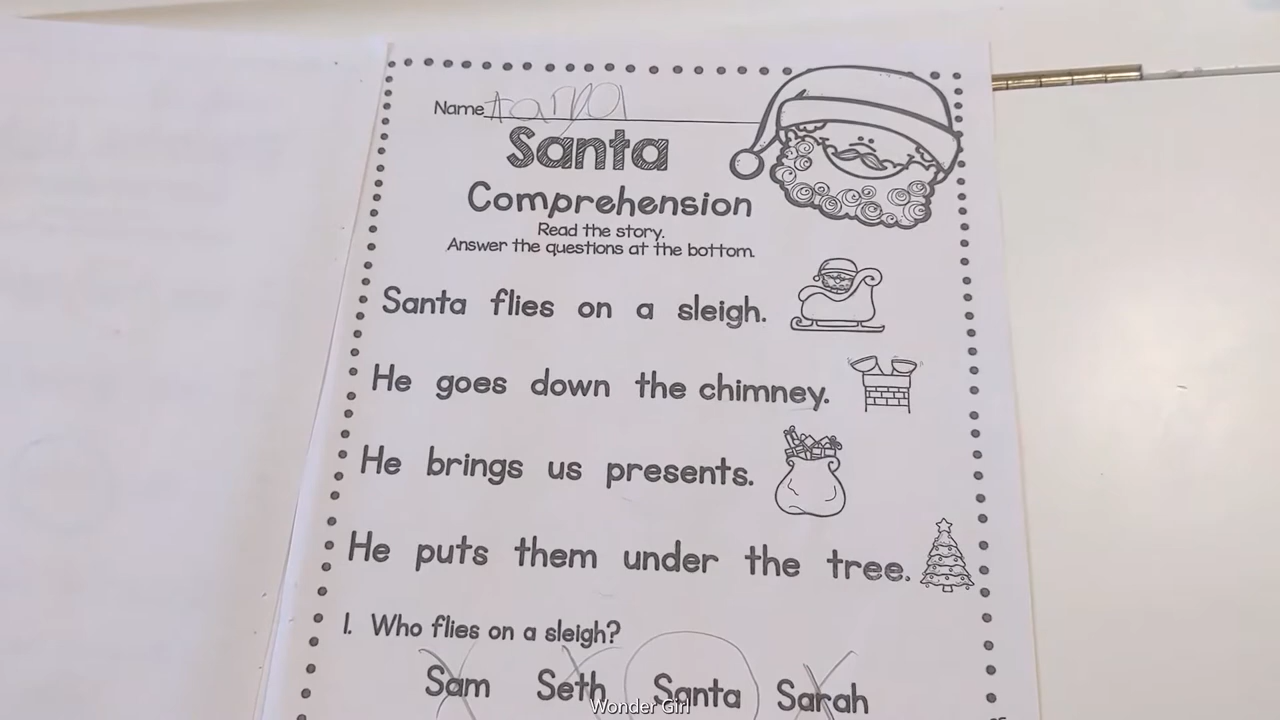 Name
Santa
Comprehension
Read the story.
Answer the questions at the bottom.
Santa flies on a sleigh.
He goes down the chimney.
He brings us presents.
He puts them under the tree.
1. Who flies on a sleigh?
Sam Seth Santa Sarah
Wonder Girl